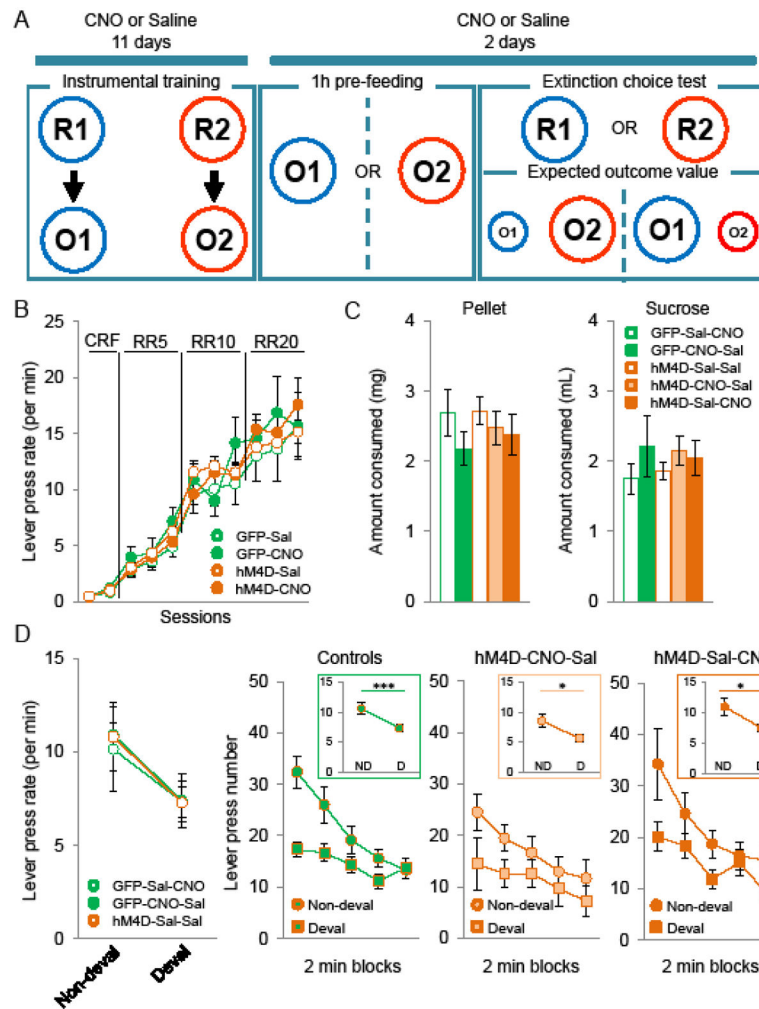 A
CNO or Saline
11 days
CNO or Saline
2 days
Instrumental training
1h pre-feeding
Extinction choice test
R1
R2
O1
O2
O1
OR
O2
R1
OR
R2
Expected outcome value
O1
O2
O1
O2
B
Lever press rate (per min)
25
20
15
10
5
0
CRF
RR5
RR10
RR20
GFP-Sal
GFP-CNO
hM4D-Sal
hM4D-CNO
Sessions
C
Pellet
Amount consumed (mg)
4
3
2
1
0
Sucrose
Amount consumed (mL)
4
3
2
1
0
GFP-Sal-CNO
GFP-CNO-Sal
hM4D-Sal-Sal
hM4D-CNO-Sal
hM4D-Sal-CNO
D
Lever press rate (per min)
15
10
5
0
GFP-Sal-CNO
GFP-CNO-Sal
hM4D-Sal-Sal
Non-deval
Deval
Controls
Lever press number
50
40
30
20
10
0
15
10
5
0
***
ND
D
Non-deval
Deval
2 min blocks
hM4D-CNO-Sal
50
40
30
20
10
0
15
10
5
0
*
ND
D
Non-deval
Deval
2 min blocks
hM4D-Sal-CN
50
40
30
20
10
0
15
10
5
0
*
ND
D
Non-deval
Deval
2 min blocks